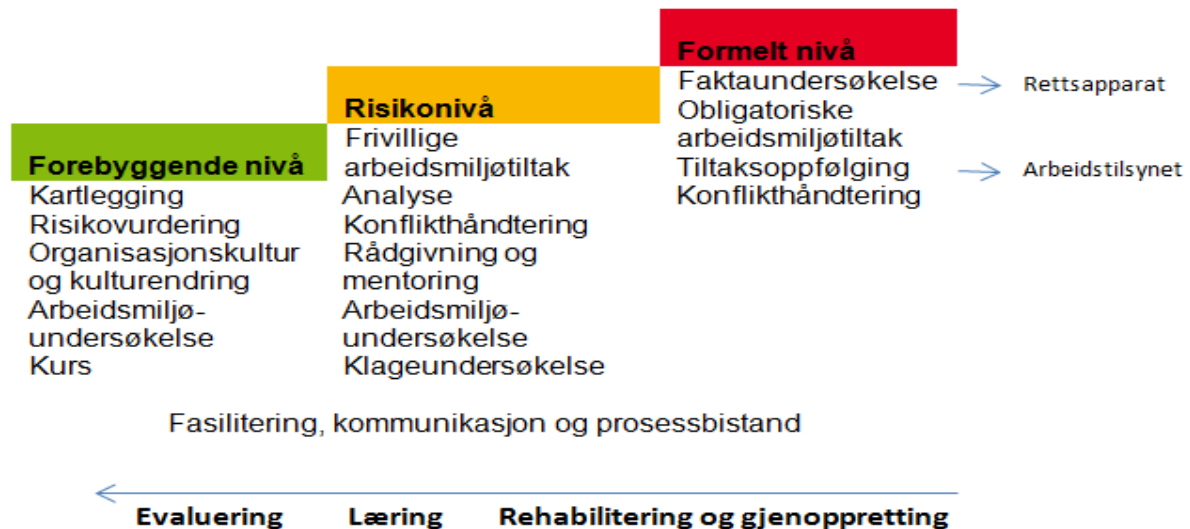 Forebyggende nivå
Kartlegging
Risikovurdering
Organisasjonskultur
og kulturendring
Arbeidsmiljø-
undersøkelse
Kurs
Risikonivå
Frivillige
arbeidsmiljøtiltak
Analyse
Konflikthåndtering
Rådgivning og
mentoring
Arbeidsmiljø-
undersøkelse
Klageundersøkelse
Formelt nivå
Faktaundersøkelse
Obligatoriske
arbeidsmiljøtiltak
Tiltaksoppfølging
Konflikthåndtering
Rettsapparat
Arbeidstilsynet
Fasilitering, kommunikasjon og prosessbistand
Evaluering Læring Rehabilitering og gjenoppretting